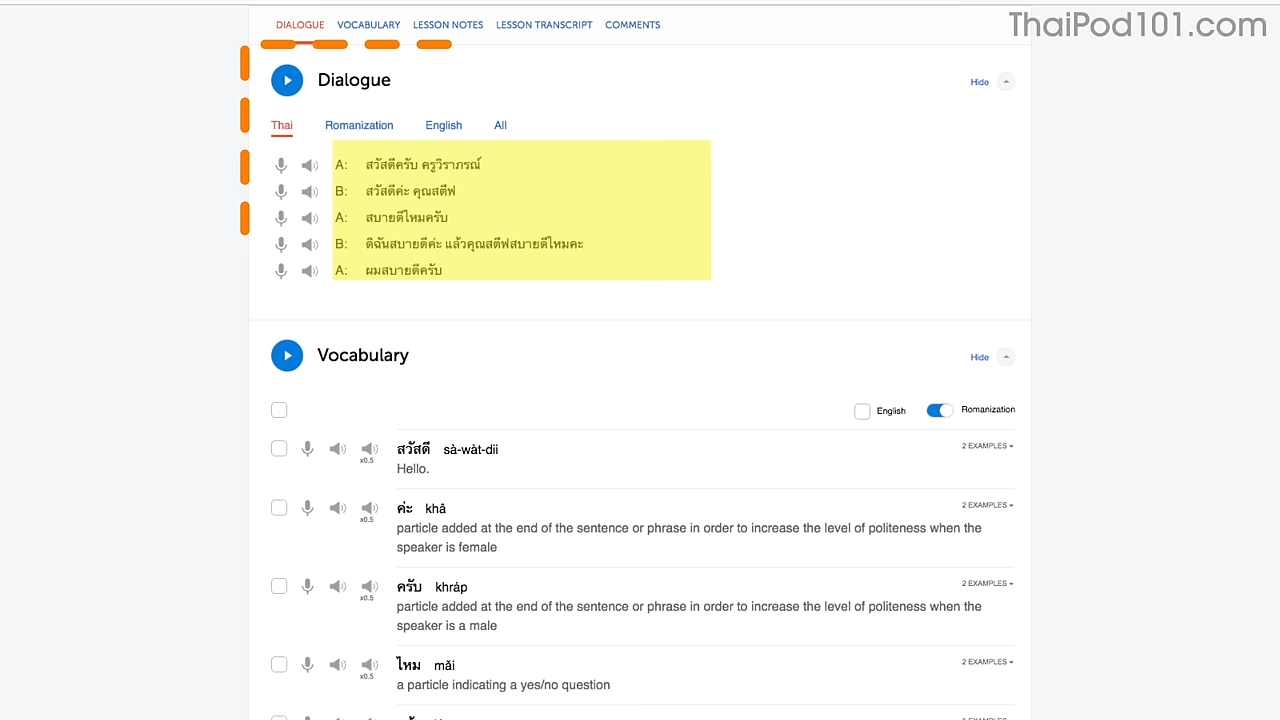 DIALOGUE VOCABULARY LESSON NOTES LESSON TRANSCRIPT COMMENTS
ThaiPod101.com
Dialogue
Hide
Thai Romanization English All
A: สวัสดีครับ ครูวิราภรณ์
B: สวัสดีค่ะ คุณสตีฟ
A: สบายดีไหมครับ
B: ดิฉันสบายดีค่ะ แล้วคุณสตีฟสบายดีไหมคะ
A: ผมสบายดีครับ
Vocabulary
Hide
English Romanization
สวัสดี sà-wàt-dii
2 EXAMPLES
x0.5
Hello.
ค่ะ khâ
2 EXAMPLES
x0.5
particle added at the end of the sentence or phrase in order to increase the level of politeness when the
speaker is female
ครับ khráp
2 EXAMPLES
x0.5
particle added at the end of the sentence or phrase in order to increase the level of politeness when the
speaker is a male
ไหม mǎi
2 EXAMPLES
x0.5
a particle indicating a yes/no question